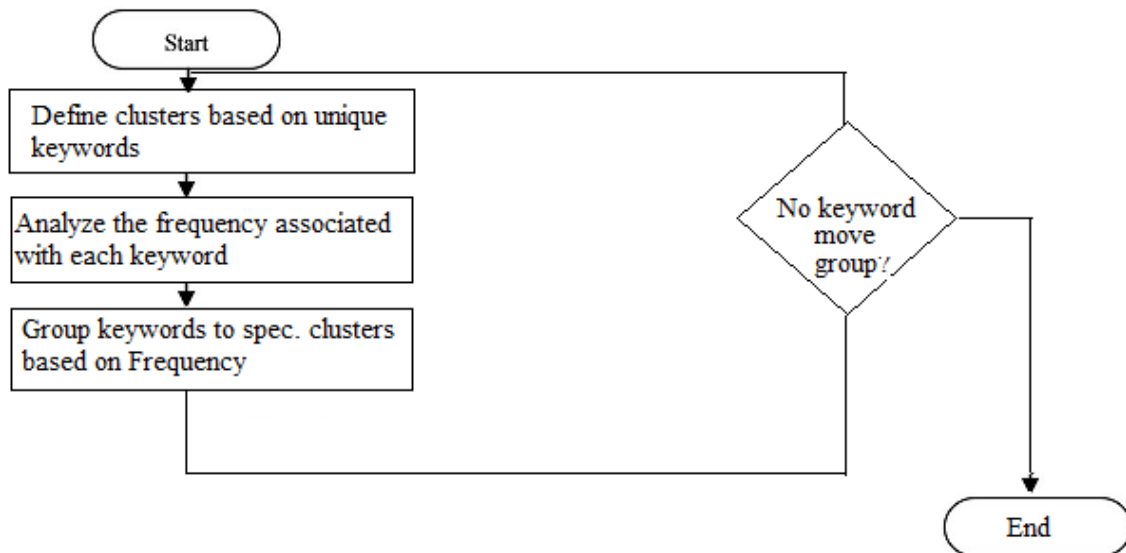 Start
Define clusters based on unique
keywords
Analyze the frequency associated
with each keyword
Group keywords to spec. clusters
based on Frequency
No keyword
move
group?
End